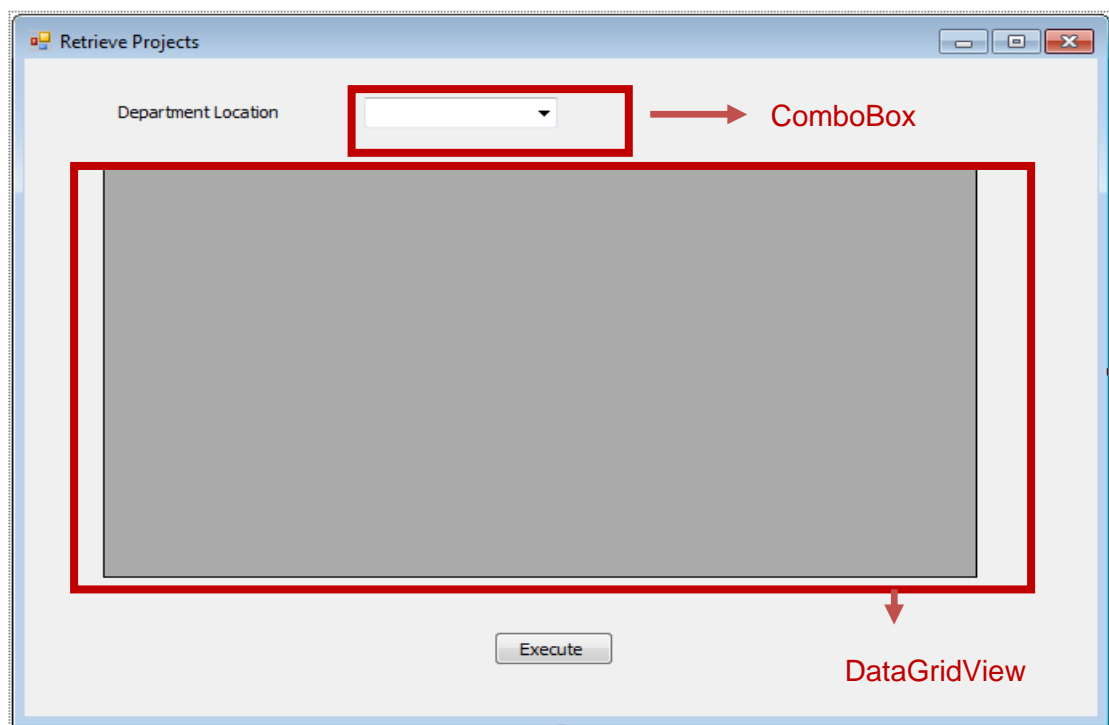 Retrieve Projects
Department Location
ComboBox
Execute
DataGridView